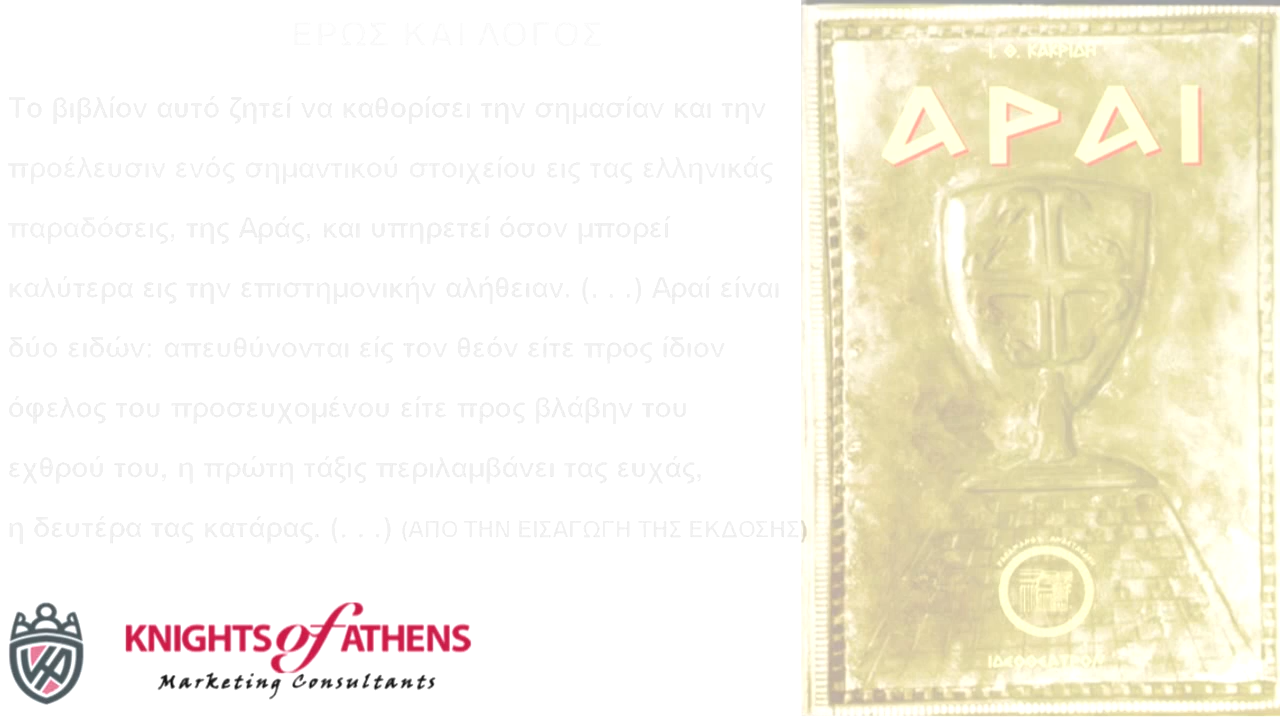 ΕΡΩΣ ΚΑΙ ΛΟΓΟΣ
Το βιβλίον αυτό ζητεί να καθορίσει την σημασίαν και την
προέλευσιν ενός σημαντικού στοιχείου εις τας ελληνικάς
παραδόσεις, της Αράς, και υπηρετεί όσον μπορεί
καλύτερα εις την επιστημονικήν αλήθειαν. (. . .) Αραί είναι
δύο ειδών: απευθύνονται είς τον θεόν είτε προς ίδιον
όφελος του προσευχομένου είτε προς βλάβην του
εχθρού του, η πρώτη τάξις περιλαμβάνει τας ευχάς,
η δευτέρα τας κατάρας. (. . .) (ΑΠΟ ΤΗΝ ΕΙΣΑΓΩΓΗ ΤΗΣ ΕΚΔΟΣΗΣ)
Ι. Θ. ΚΑΚΡΙΔΗ
ΑΡΑΙ
ΙΔΕΟΘΕΑΤΡΟΝ
KNIGHTS of ATHENS
Marketing Consultants